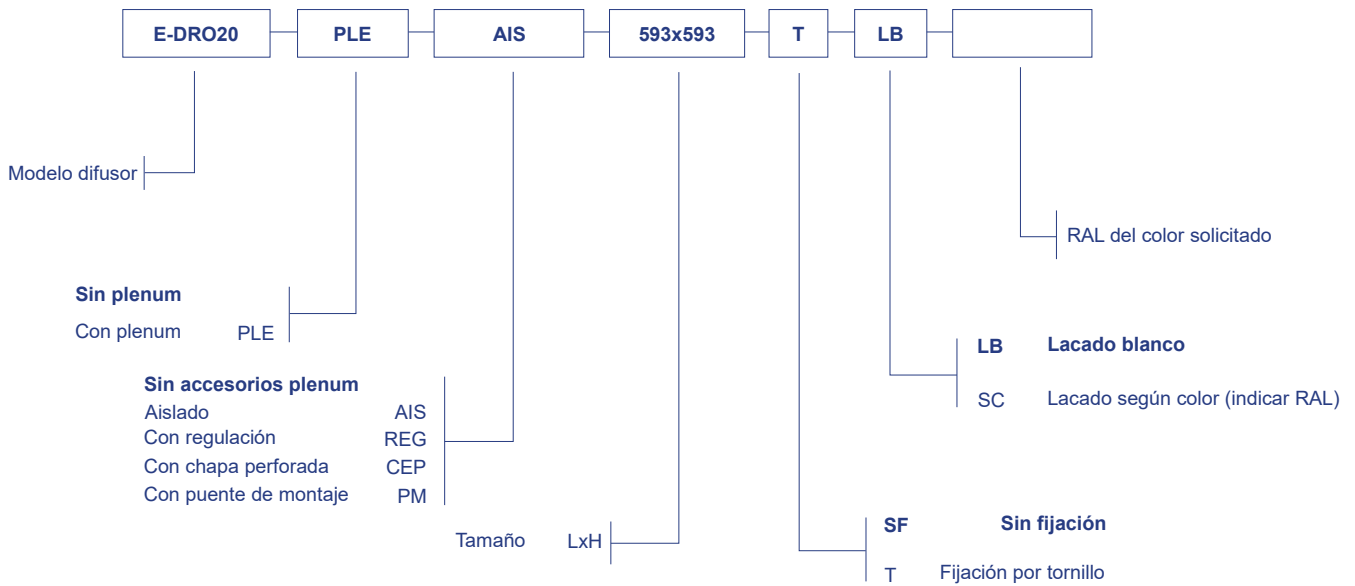 E-DRO20 PLE AIS 593x593 T LB
Modelo difusor
RAL del color solicitado
Sin plenum
Con plenum PLE
LB Lacado blanco
SC Lacado según color (indicar RAL)
Sin accesorios plenum
Aislado AIS
Con regulación REG
Con chapa perforada CEP
Con puente de montaje PM
Tamaño LxH
SF Sin fijación
T Fijación por tornillo